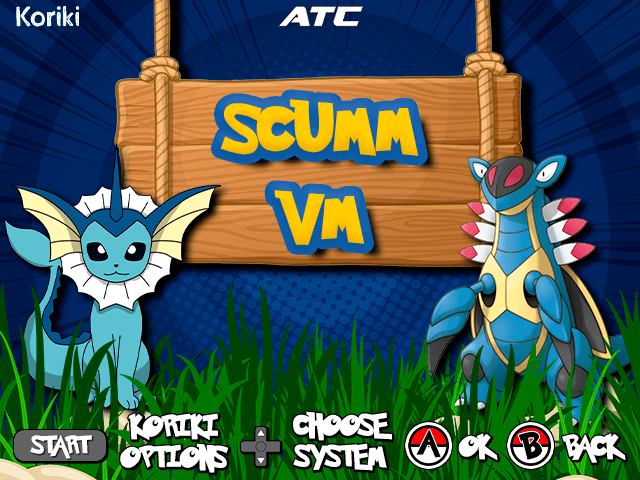 Koriki
ATC
SCUMM
VM
START
KORIKI
OPTIONS
CHOOSE
SYSTEM
A OK
B BACK